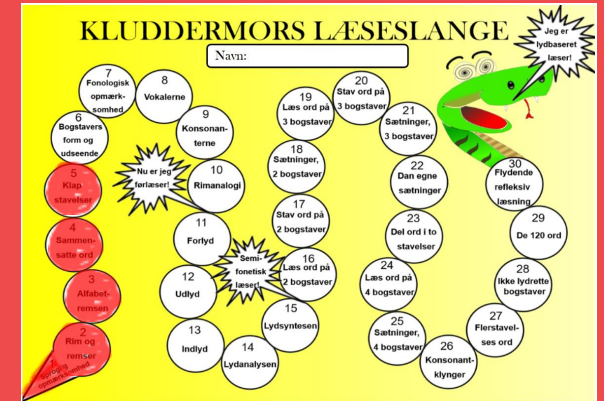 KLUDDERMORS LÆSESLANGE
Navn:
Jeg er
lydbaseret
læser!
1
Sproglig
opmærksomhed
2
Rim og
remser
3
Alfabet-
remsen
4
Sammen-
satte ord
5
Klap
stavelser
6
Bogstavers
form og
udseende
7
Fonologisk
opmærk-
somhed
8
Vokalerne
9
Konsonan-
terne
Nu er jeg
førlæser!
10
Rimanalogi
11
Forlyd
12
Udlyd
13
Indlyd
14
Lydanalysen
15
Lydsyntesen
Semi-
fonetisk
læser!
16
Læs ord på
2 bogstaver
17
Stav ord på
2 bogstaver
18
Sætninger,
2 bogstaver
19
Læs ord på
3 bogstaver
20
Stav ord på
3 bogstaver
21
Sætninger,
3 bogstaver
22
Dan egne
sætninger
23
Del ord i to
stavelser
24
Læs ord på
4 bogstaver
25
Sætninger,
4 bogstaver
26
Konsonant-
klynger
27
Flerstavel-
ses ord
28
Ikke lydrette
bogstaver
29
De 120 ord
30
Flydende
refleksiv
læsning